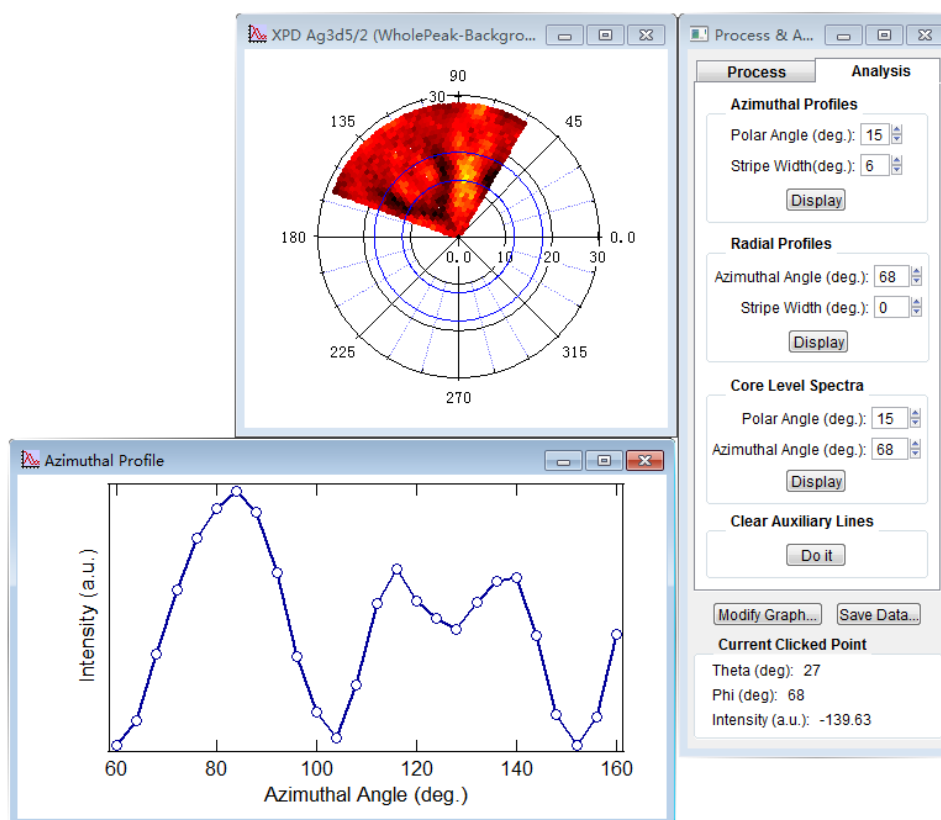 XPD Ag3d5/2 (WholePeak-Backgro...
90
30
135
45
180
0.0
0.0 10 20 30
225
315
270
Process & A...
Process Analysis
Azimuthal Profiles
Polar Angle (deg.): 15
Stripe Width(deg.): 6
Display
Radial Profiles
Azimuthal Angle (deg.): 68
Stripe Width (deg.): 0
Display
Core Level Spectra
Polar Angle (deg.): 15
Azimuthal Angle (deg.): 68
Display
Clear Auxiliary Lines
Do it
Modify Graph... Save Data...
Current Clicked Point
Theta (deg): 27
Phi (deg): 68
Intensity (a.u.): -139.63
Azimuthal Profile
Intensity (a.u.)
60 80 100 120 140 160
Azimuthal Angle (deg.)